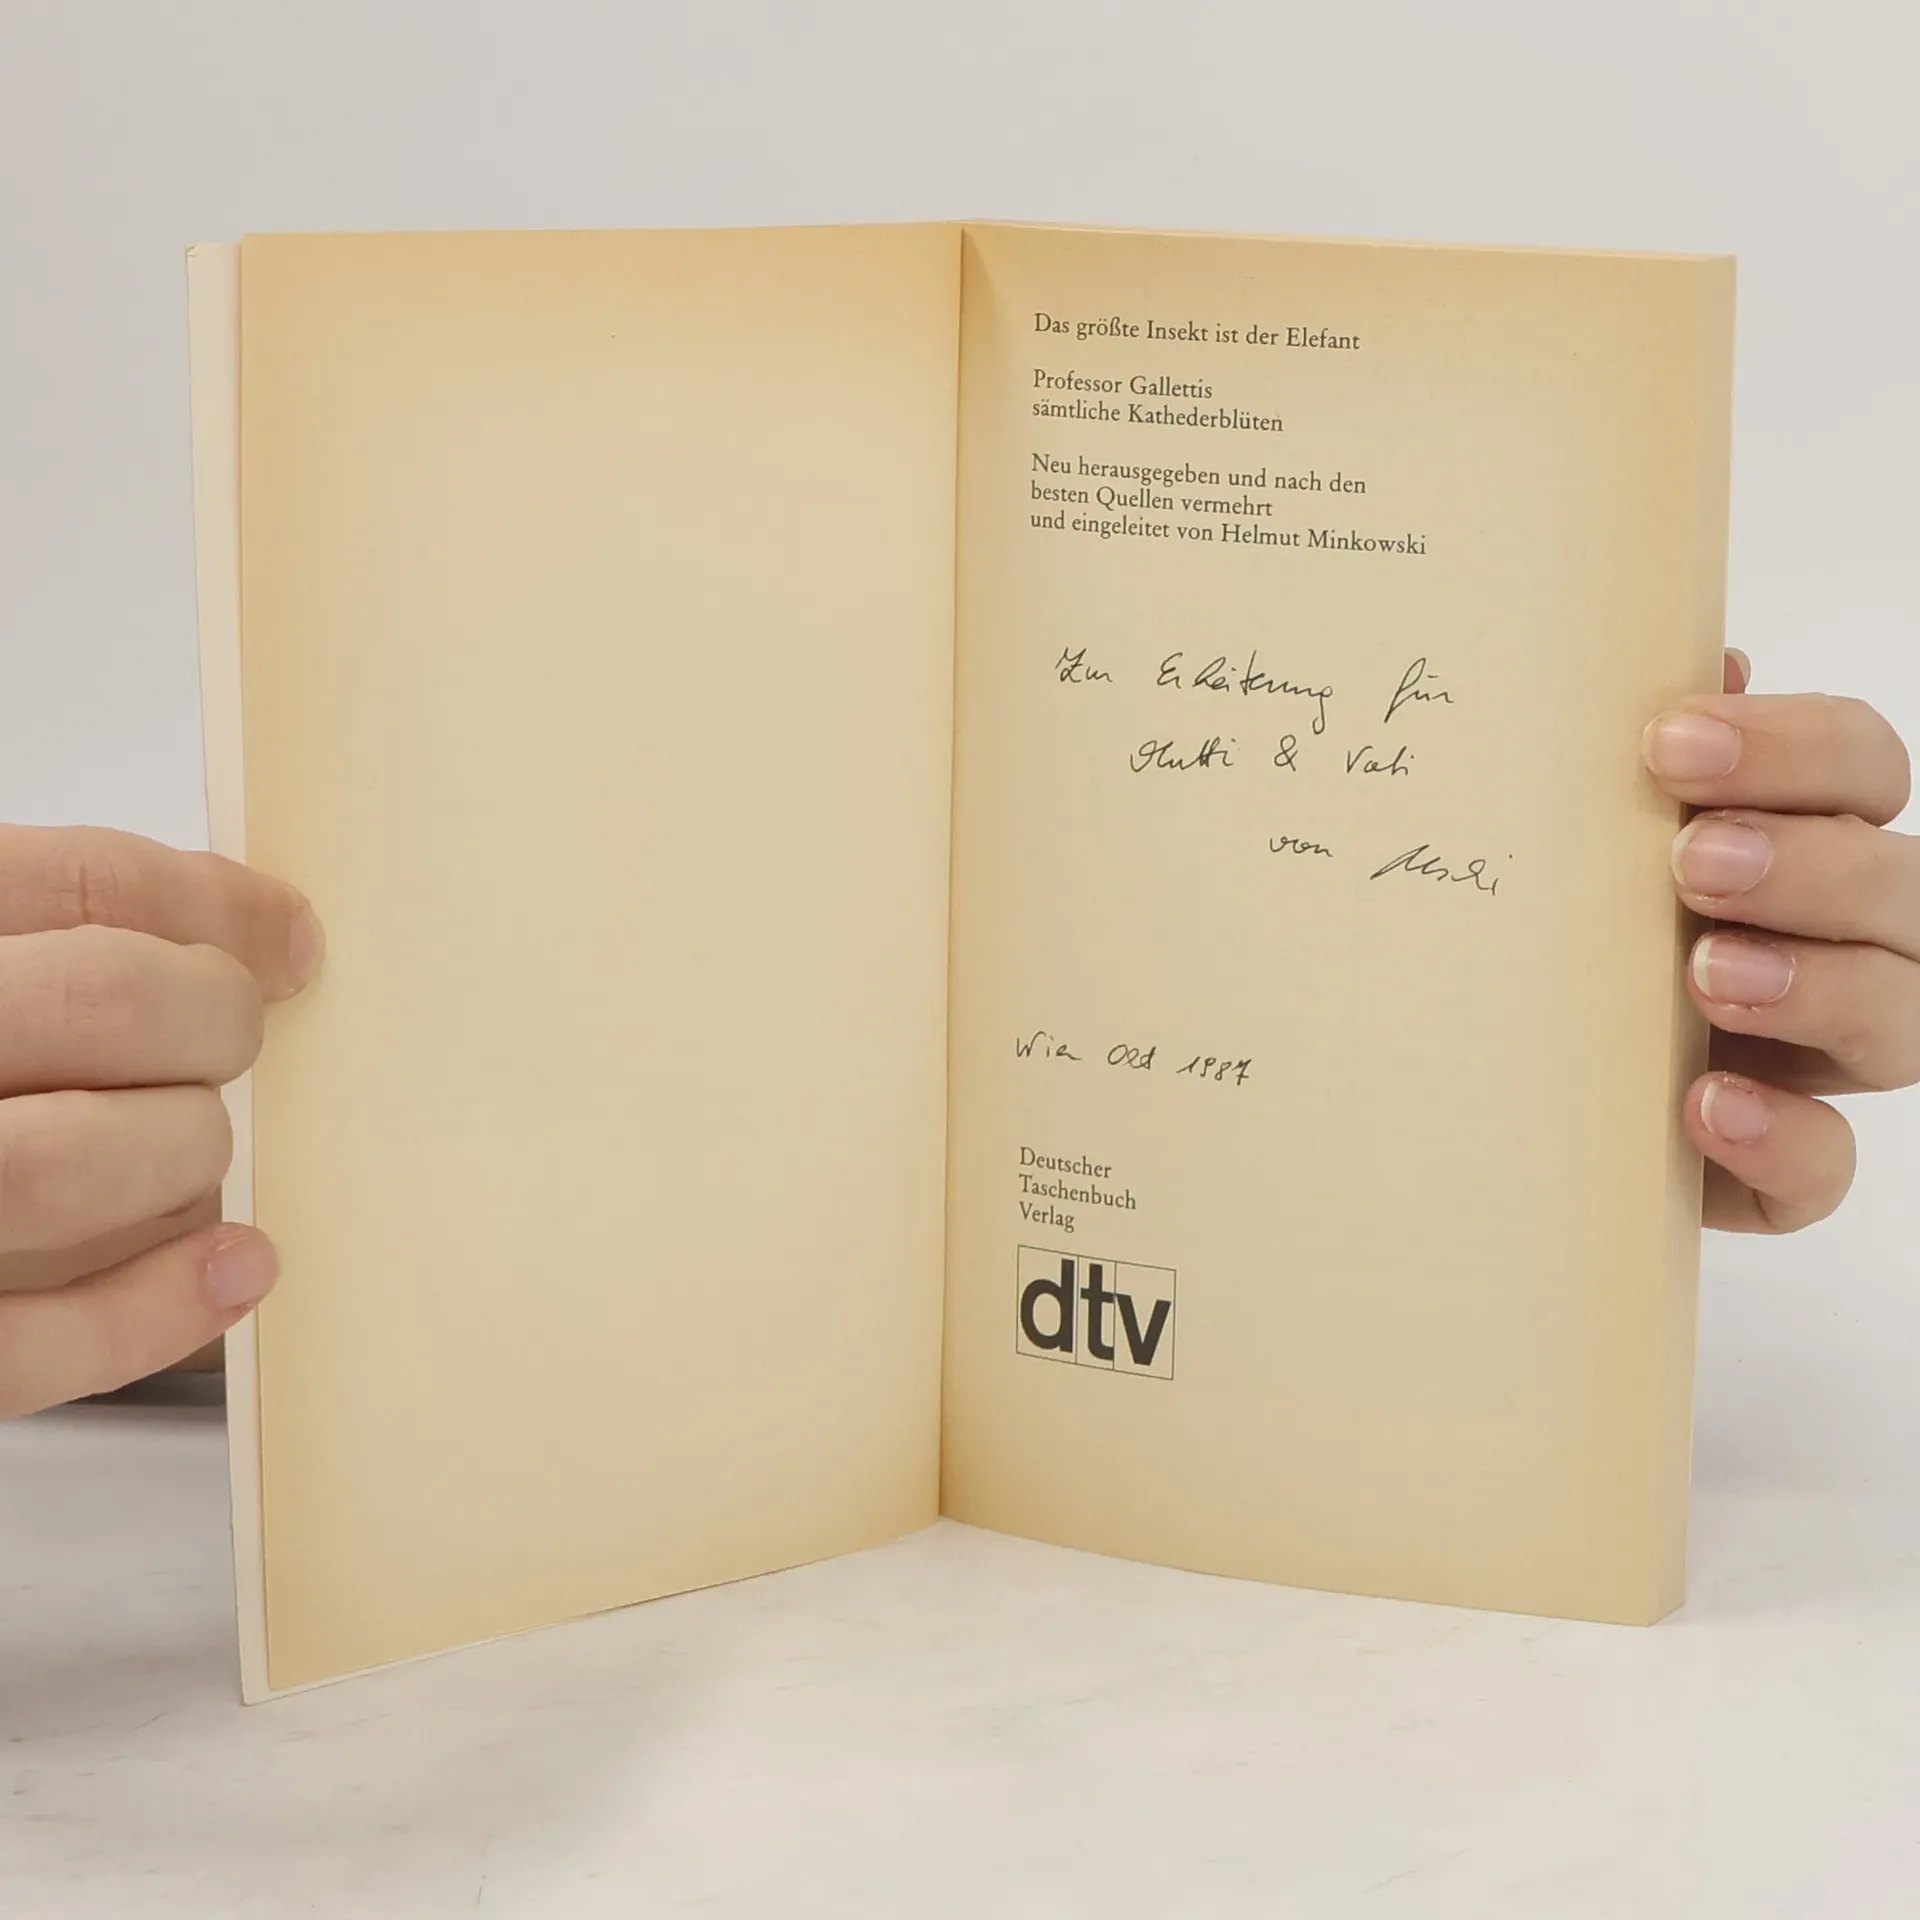 Das größte Insekt ist der Elefant
Professor Gallettis
sämtliche Kathederblüten
Neu herausgegeben und nach den
besten Quellen vermehrt
und eingeleitet von Helmut Minkowski
Zur Erheiterung für
Mutti & Vati
von
Wien Okt 1987
Deutscher
Taschenbuch
Verlag
dtv